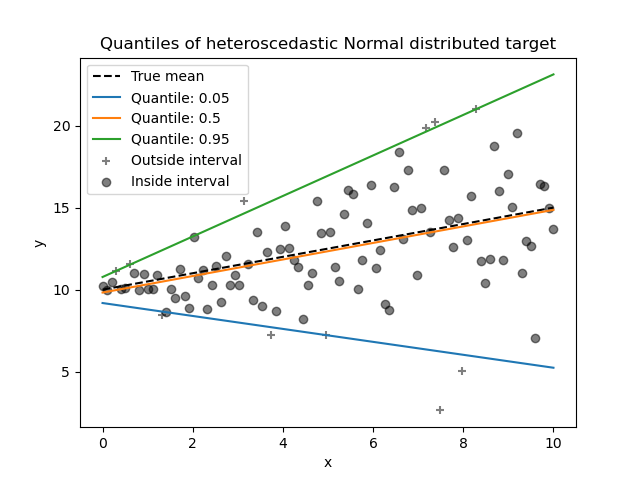 Quantiles of heteroscedastic Normal distributed target
True mean
Quantile: 0.05
Quantile: 0.5
Quantile: 0.95
Outside interval
Inside interval
y
20
15
10
5
0
2
4
6
8
10
x